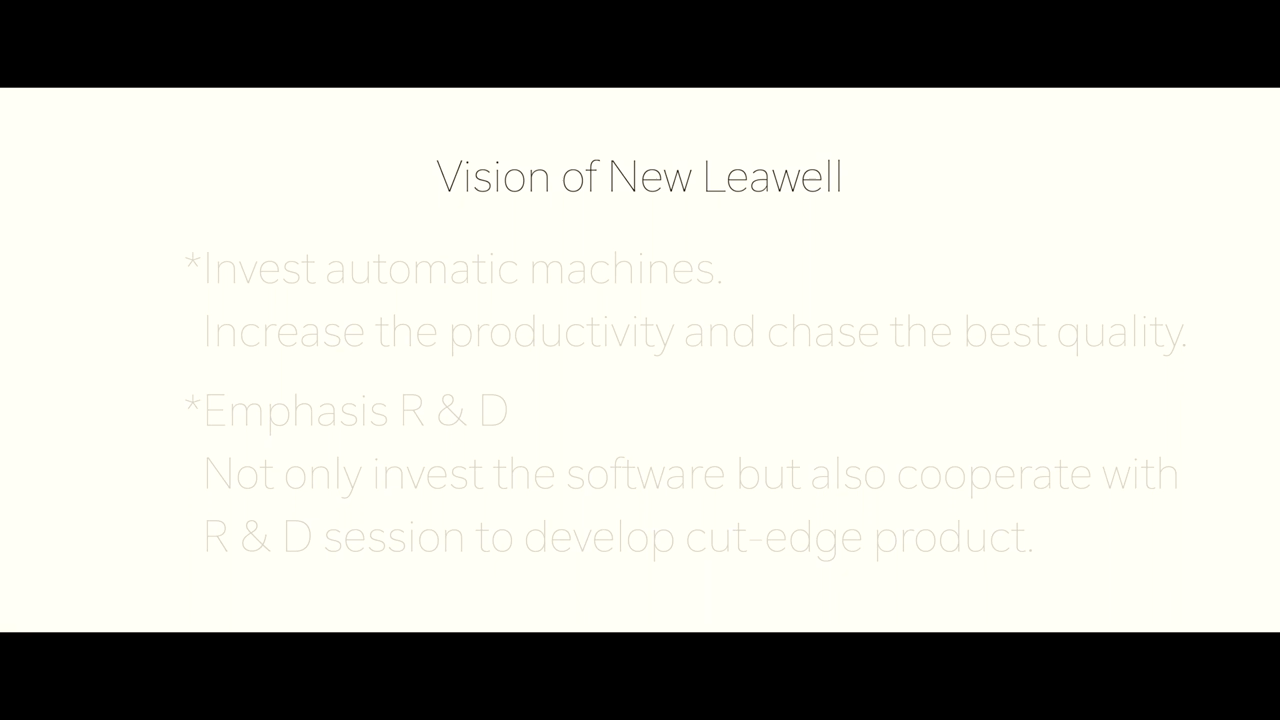 Vision of New Leawell
*Invest automatic machines.
Increase the productivity and chase the best quality.
*Emphasis R & D
Not only invest the software but also cooperate with
R & D session to develop cut-edge product.